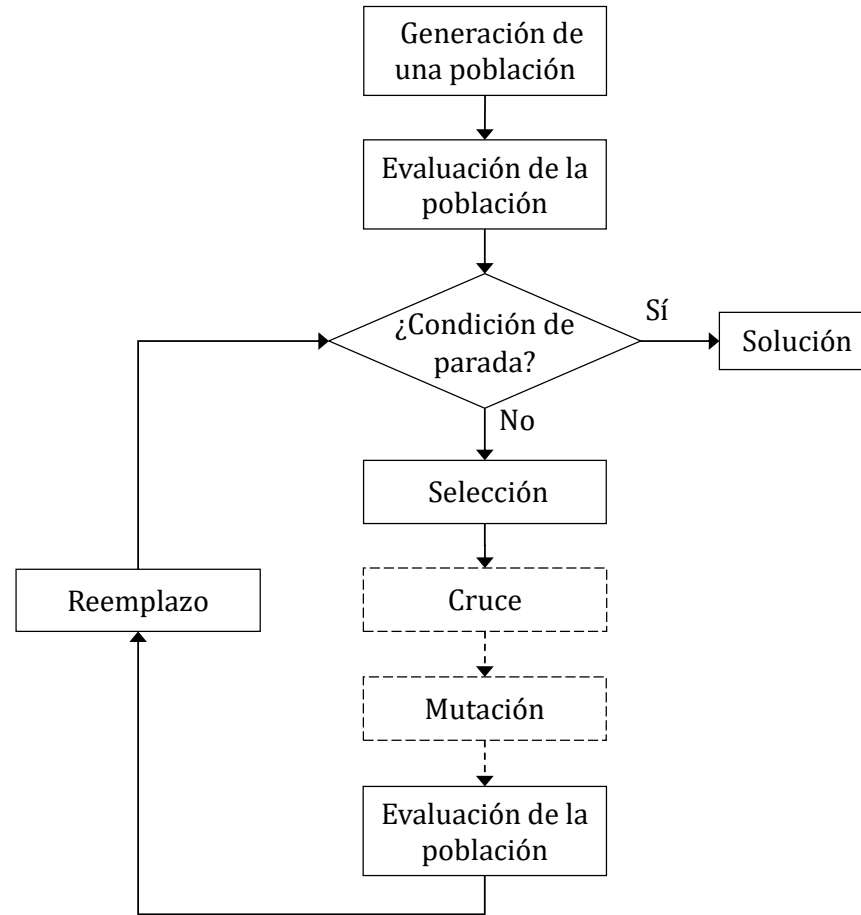 Generación de
una población
Evaluación de la
población
¿Condición de
parada?
Sí
Solución
No
Selección
Cruce
Reemplazo
Mutación
Evaluación de la
población